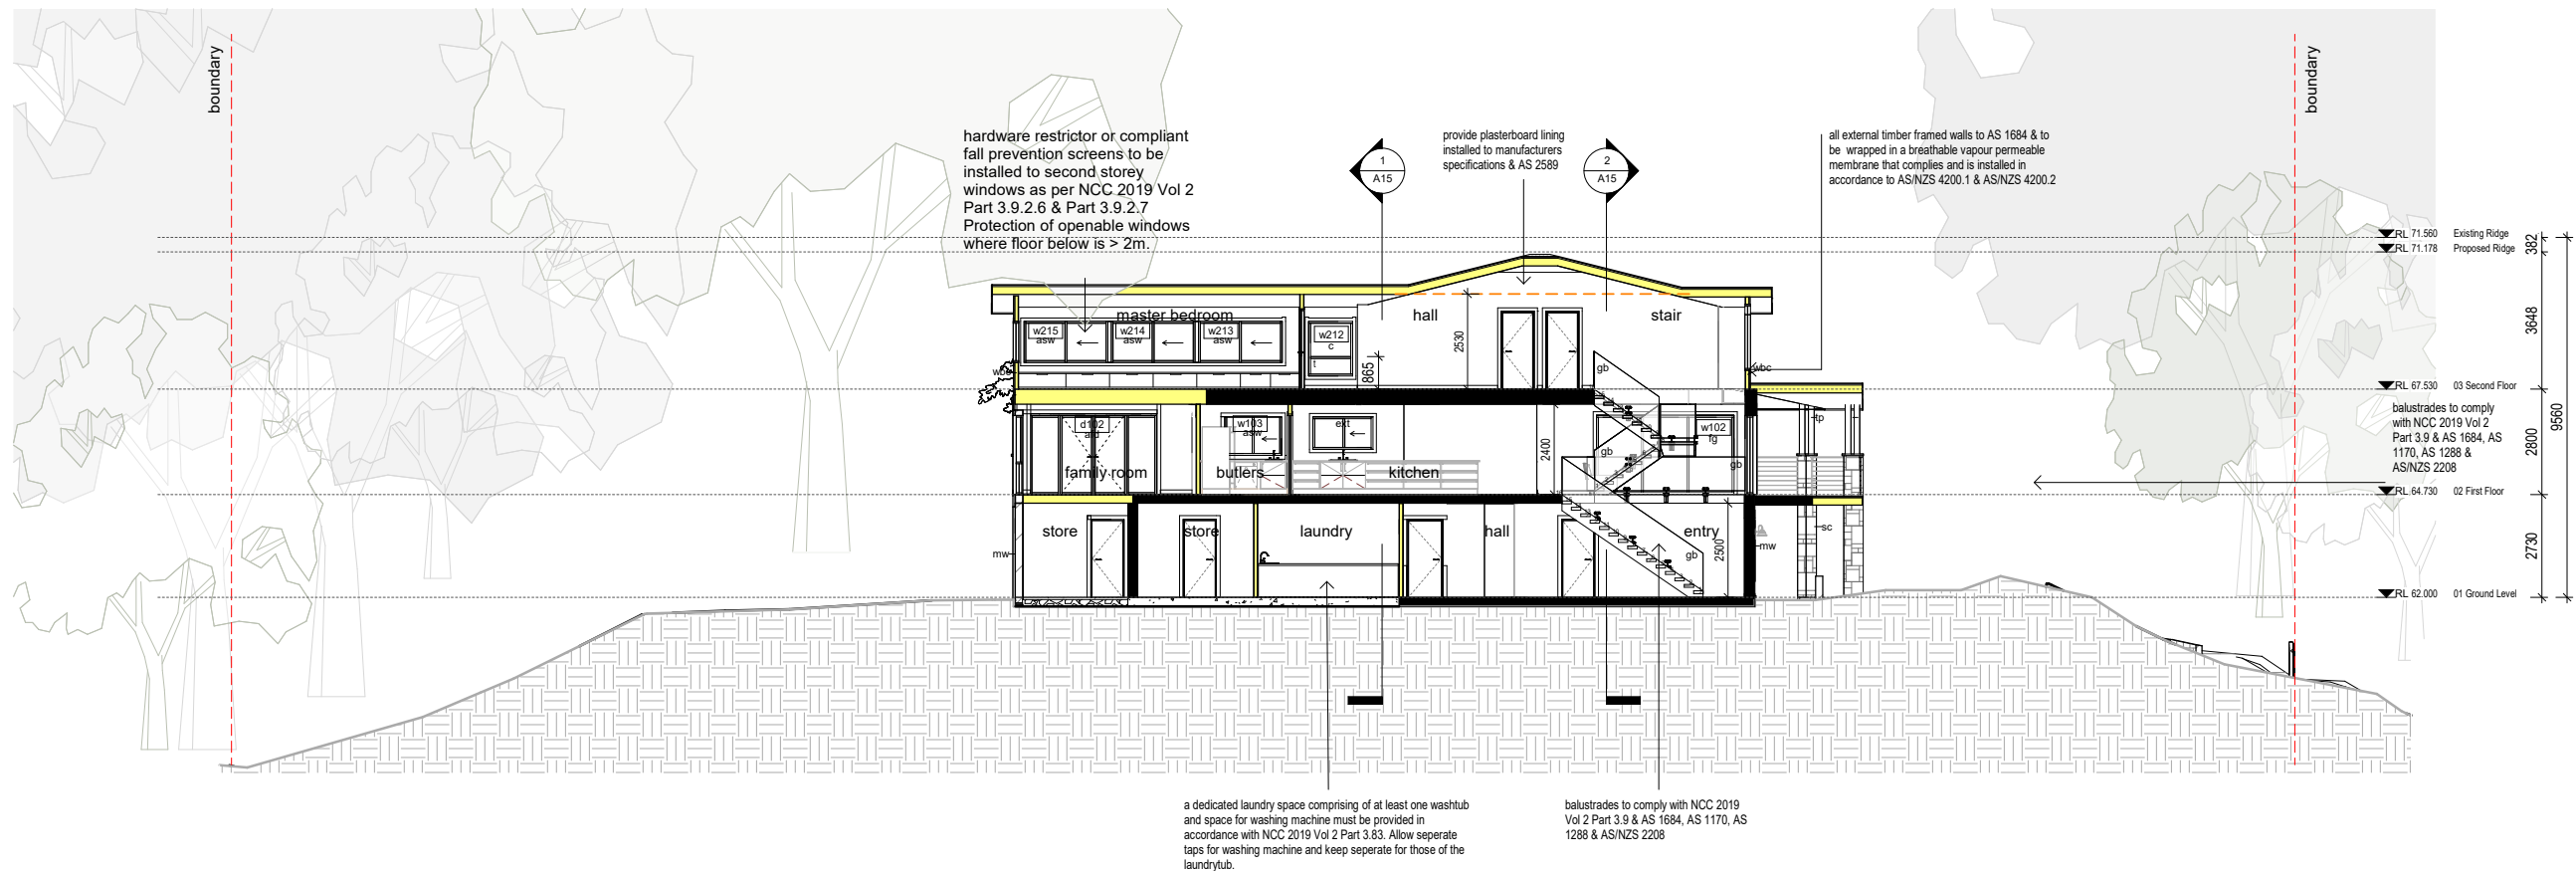 boundary
boundary
hardware restrictor or compliant
fall prevention screens to be
installed to second storey
windows as per NCC 2019 Vol 2
Part 3.9.2.6 & Part 3.9.2.7
Protection of openable windows
where floor below is > 2m.
1
A15
provide plasterboard lining
installed to manufacturers
specifications & AS 2589
2
A15
all external timber framed walls to AS 1684 & to
be wrapped in a breathable vapour permeable
membrane that complies and is installed in
accordance to AS/NZS 4200.1 & AS/NZS 4200.2
RL 71.560 Existing Ridge
RL 71.178 Proposed Ridge
382
3648
9560
2800
2730
master bedroom
hall
stair
w215
asw
w214
asw
w213
asw
w212
c
t
865
2530
gb
wbc
wbc
RL 67.530 03 Second Floor
balustrades to comply
with NCC 2019 Vol 2
Part 3.9 & AS 1684, AS
1170, AS 1288 &
AS/NZS 2208
d102
w103
asw
ext
2400
w102
fg
tp
gb
gb
family room
butlers
kitchen
RL 64.730 02 First Floor
store
store
laundry
hall
entry
2500
gb
sc
mw
mw
RL 62.000 01 Ground Level
a dedicated laundry space comprising of at least one washtub
and space for washing machine must be provided in
accordance with NCC 2019 Vol 2 Part 3.83. Allow seperate
taps for washing machine and keep seperate for those of the
laundrytub.
balustrades to comply with NCC 2019
Vol 2 Part 3.9 & AS 1684, AS 1170, AS
1288 & AS/NZS 2208